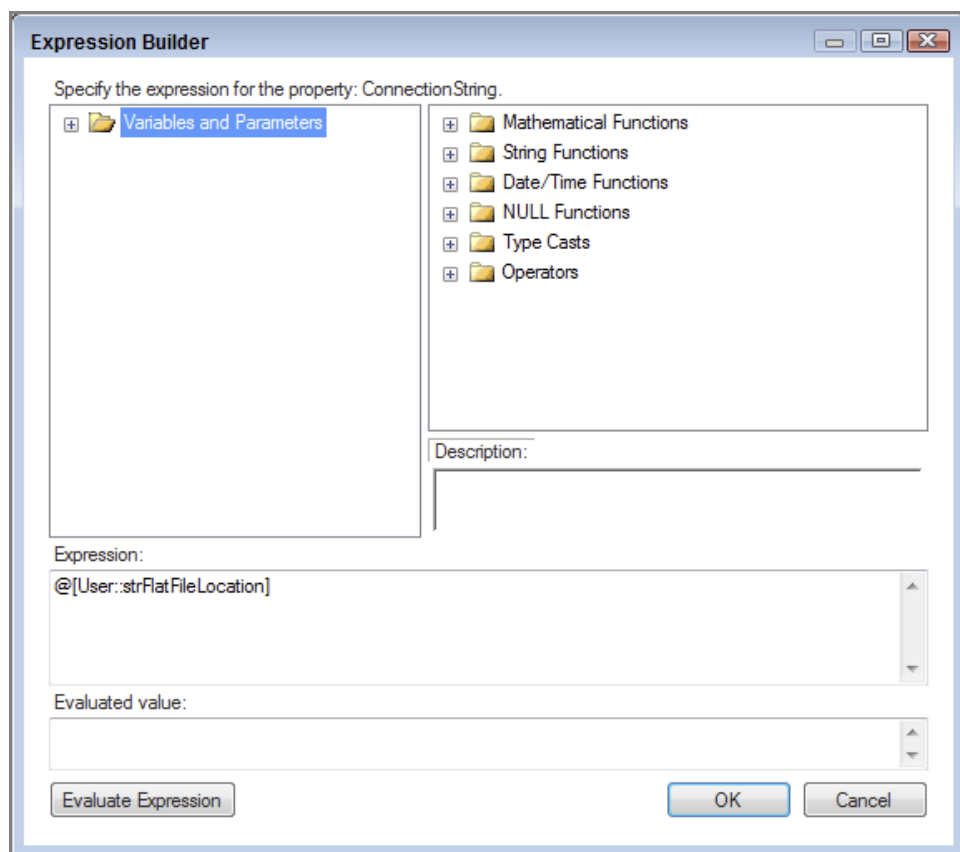 Expression Builder
Specify the expression for the property: ConnectionString.
Variables and Parameters
Mathematical Functions
String Functions
Date/Time Functions
NULL Functions
Type Casts
Operators
Description:
Expression:
@[User::strFlatFileLocation]
Evaluated value:
Evaluate Expression
OK
Cancel